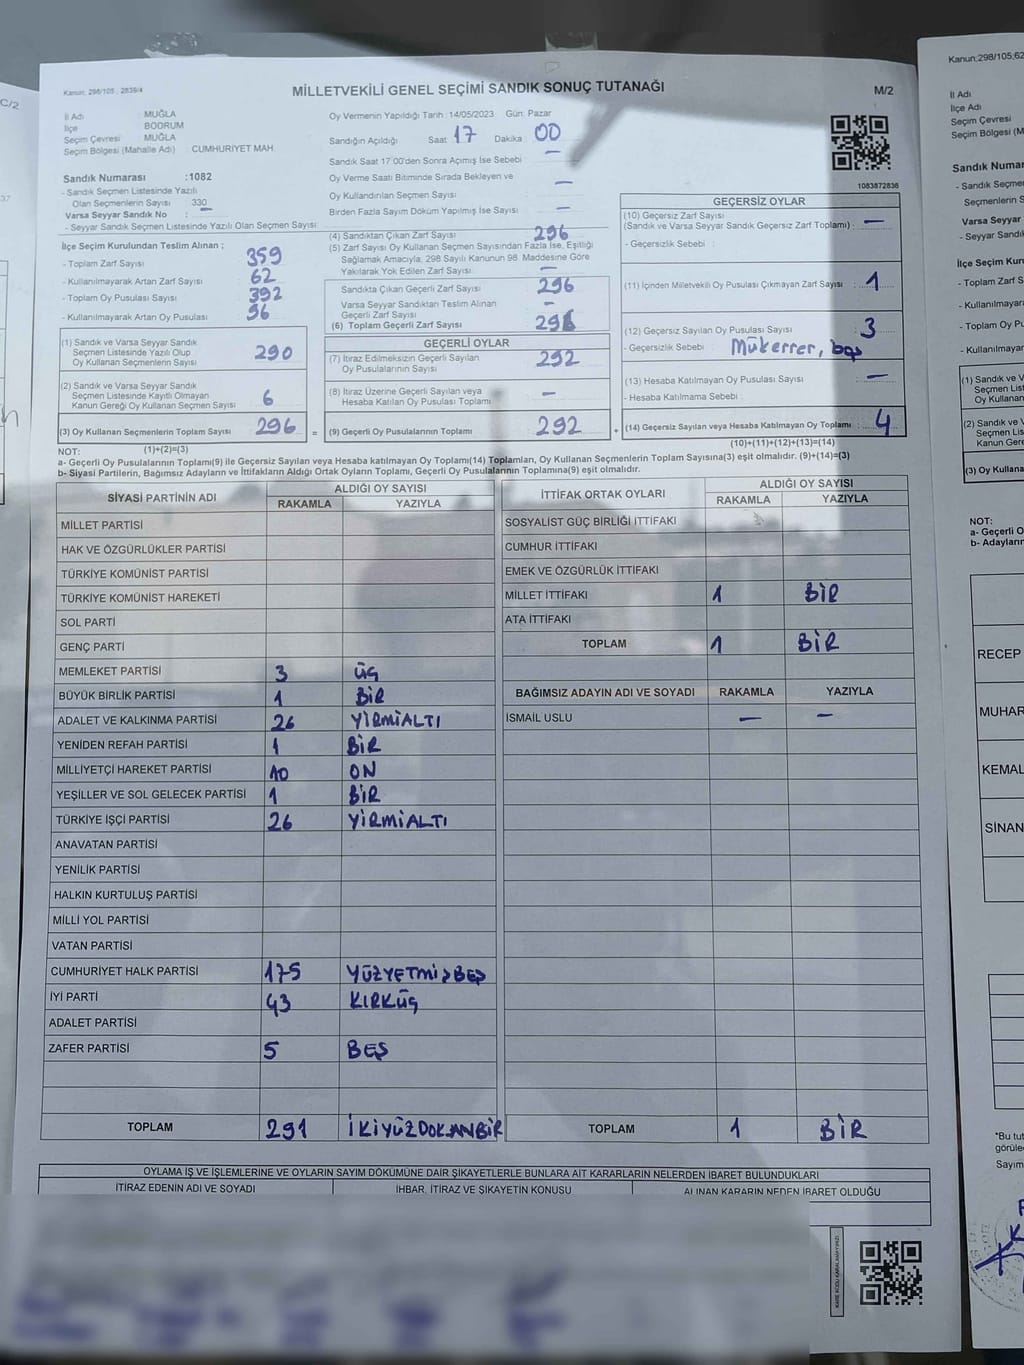 Kanun; 298/105 , 2839/4
MİLLETVEKİLİ GENEL SEÇİMİ SANDIK SONUÇ TUTANAĞI
M/2
İl Adı : MUĞLA
İlçe : BODRUM
Seçim Çevresi : MUĞLA
Seçim Bölgesi (Mahalle Adı) : CUMHURİYET MAH.
Sandık Numarası :1082
- Sandık Seçmen Listesinde Yazılı
Olan Seçmenlerin Sayısı : 330
Varsa Seyyar Sandık No : —
- Seyyar Sandık Seçmen Listesinde Yazılı Olan Seçmen Sayısı:
İlçe Seçim Kurulundan Teslim Alınan ;
- Toplam Zarf Sayısı : 359
- Kullanılmayarak Artan Zarf Sayısı : 62
- Toplam Oy Pusulası Sayısı : 392
- Kullanılmayarak Artan Oy Pusulası : 96
(1) Sandık ve Varsa Seyyar Sandık
Seçmen Listesinde Yazılı Olup
Oy Kullanan Seçmenlerin Sayısı 290
(2) Sandık ve Varsa Seyyar Sandık
Seçmen Listesinde Kayıtlı Olmayan
Kanun Gereği Oy Kullanan Seçmen Sayısı 6
(3) Oy Kullanan Seçmenlerin Toplam Sayısı 296
(1)+(2)=(3)
Oy Vermenin Yapıldığı Tarih : 14/05/2023 Gün: Pazar
Sandığın Açıldığı Saat 17 Dakika 00
Sandık Saat 17:00'den Sonra Açılmış İse Sebebi : —
Oy Verme Saati Bitiminde Sırada Bekleyen ve
Oy Kullandırılan Seçmen Sayısı : —
Birden Fazla Sayım Döküm Yapılmış İse Sayısı : —
(4) Sandıktan Çıkan Zarf Sayısı 296
(5) Zarf Sayısı Oy Kullanan Seçmen Sayısından Fazla İse, Eşitliği
Sağlamak Amacıyla, 298 Sayılı Kanunun 98. Maddesine Göre
Yakılarak Yok Edilen Zarf Sayısı: —
Sandıkta Çıkan Geçerli Zarf Sayısı 296
Varsa Seyyar Sandıktan Teslim Alınan
Geçerli Zarf Sayısı —
(6) Toplam Geçerli Zarf Sayısı 296
GEÇERLİ OYLAR
(7) İtiraz Edilmeksizin Geçerli Sayılan
Oy Pusulalarının Sayısı 292
(8) İtiraz Üzerine Geçerli Sayılan veya
Hesaba Katılan Oy Pusulası Toplamı —
= (9) Geçerli Oy Pusulalarının Toplamı 292
1083872836
GEÇERSİZ OYLAR
(10) Geçersiz Zarf Sayısı
(Sandık ve Varsa Seyyar Sandık Geçersiz Zarf Toplamı) : —
- Geçersizlik Sebebi :
(11) İçinden Milletvekili Oy Pusulası Çıkmayan Zarf Sayısı : 1
(12) Geçersiz Sayılan Oy Pusulası Sayısı : 3
- Geçersizlik Sebebi : Mükerrer, boş
(13) Hesaba Katılmayan Oy Pusulası Sayısı : —
- Hesaba Katılmama Sebebi :
+ (14) Geçersiz Sayılan veya Hesaba Katılmayan Oy Toplamı : 4
(10)+(11)+(12)+(13)=(14)
NOT:
a- Geçerli Oy Pusulalarının Toplamı(9) ile Geçersiz Sayılan veya Hesaba katılmayan Oy Toplamı(14) Toplamları, Oy Kullanan Seçmenlerin Toplam Sayısına(3) eşit olmalıdır. (9)+(14)=(3)
b- Siyasi Partilerin, Bağımsız Adayların ve İttifakların Aldığı Ortak Oyların Toplamı, Geçerli Oy Pusulalarının Toplamına(9) eşit olmalıdır.
SİYASİ PARTİNİN ADI ALDIĞI OY SAYISI
RAKAMLA YAZIYLA
MİLLET PARTİSİ
HAK VE ÖZGÜRLÜKLER PARTİSİ
TÜRKİYE KOMÜNİST PARTİSİ
TÜRKİYE KOMÜNİST HAREKETİ
SOL PARTİ
GENÇ PARTİ
MEMLEKET PARTİSİ 3 ÜÇ
BÜYÜK BİRLİK PARTİSİ 1 BİR
ADALET VE KALKINMA PARTİSİ 26 YİRMİALTI
YENİDEN REFAH PARTİSİ 1 BİR
MİLLİYETÇİ HAREKET PARTİSİ 10 ON
YEŞİLLER VE SOL GELECEK PARTİSİ 1 BİR
TÜRKİYE İŞÇİ PARTİSİ 26 YİRMİALTI
ANAVATAN PARTİSİ
YENİLİK PARTİSİ
HALKIN KURTULUŞ PARTİSİ
MİLLİ YOL PARTİSİ
VATAN PARTİSİ
CUMHURİYET HALK PARTİSİ 175 YÜZYETMİŞBEŞ
İYİ PARTİ 43 KIRKÜÇ
ADALET PARTİSİ
ZAFER PARTİSİ 5 BEŞ
TOPLAM 291 İKİYÜZDOKSANBİR
İTTİFAK ORTAK OYLARI ALDIĞI OY SAYISI
RAKAMLA YAZIYLA
SOSYALİST GÜÇ BİRLİĞİ İTTİFAKI
CUMHUR İTTİFAKI
EMEK VE ÖZGÜRLÜK İTTİFAKI
MİLLET İTTİFAKI 1 BİR
ATA İTTİFAKI
TOPLAM 1 BİR
BAĞIMSIZ ADAYIN ADI VE SOYADI RAKAMLA YAZIYLA
İSMAİL USLU — —
TOPLAM 1 BİR
OYLAMA İŞ VE İŞLEMLERİNE VE OYLARIN SAYIM DÖKÜMÜNE DAİR ŞİKAYETLERLE BUNLARA AİT KARARLARIN NELERDEN İBARET BULUNDUKLARI
İTİRAZ EDENİN ADI VE SOYADI İHBAR, İTİRAZ VE ŞİKAYETİN KONUSU ALINAN KARARIN NEDEN İBARET OLDUĞU
Kanun;298/105;62
İl Adı
İlçe Adı
Seçim Çevresi
Seçim Bölgesi (M
Sandık Numar
- Sandık Seçme
Seçmenlerin S
Varsa Seyyar
- Seyyar Sandı
İlçe Seçim Kur
- Toplam Zarf S
- Kullanılmayar
- Toplam Oy Pu
- Kullanılmayar
(1) Sandık ve V
Seçmen List
Oy Kullanan
(2) Sandık ve V
Seçmen Lis
Kanun Gere
(3) Oy Kullana
NOT:
a- Geçerli O
b- Adayların
RECEP
MUHAR
KEMAL
SİNAN
*Bu tut
görüle
Sayım
C/2